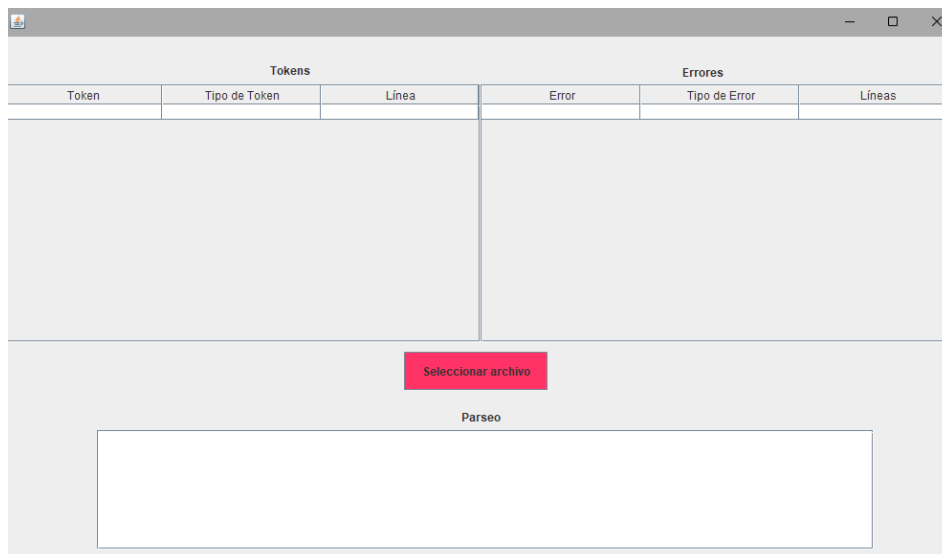 Tokens
Errores
Token Tipo de Token Línea Error Tipo de Error Líneas
Seleccionar archivo
Parseo